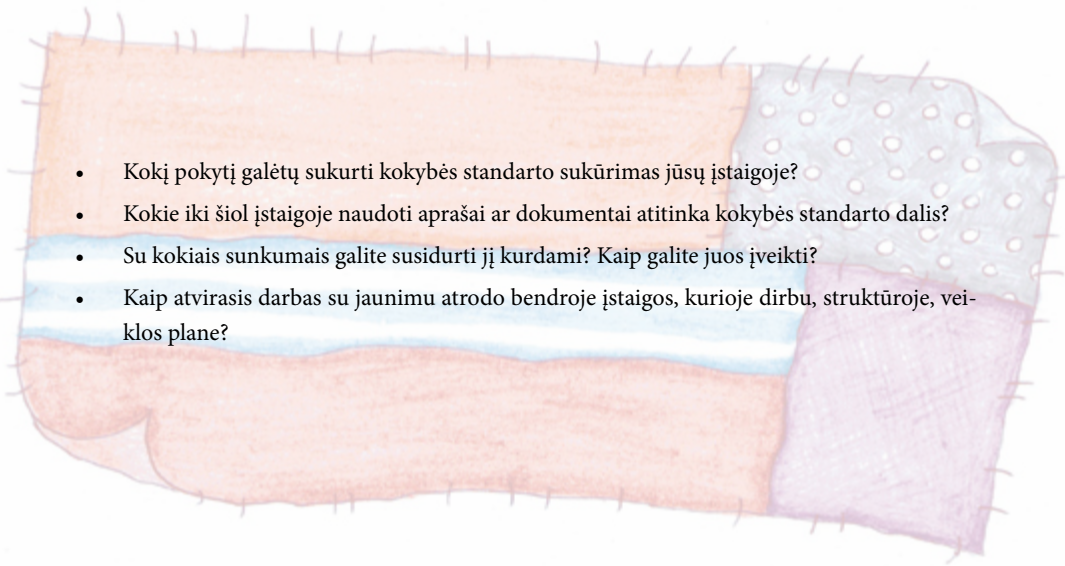 • Kokį pokytį galėtų sukurti kokybės standarto sukūrimas jūsų įstaigoje?
• Kokie iki šiol įstaigoje naudoti aprašai ar dokumentai atitinka kokybės standarto dalis?
• Su kokiais sunkumais galite susidurti jį kurdami? Kaip galite juos įveikti?
• Kaip atvirasis darbas su jaunimu atrodo bendroje įstaigos, kurioje dirbu, struktūroje, vei-
klos plane?